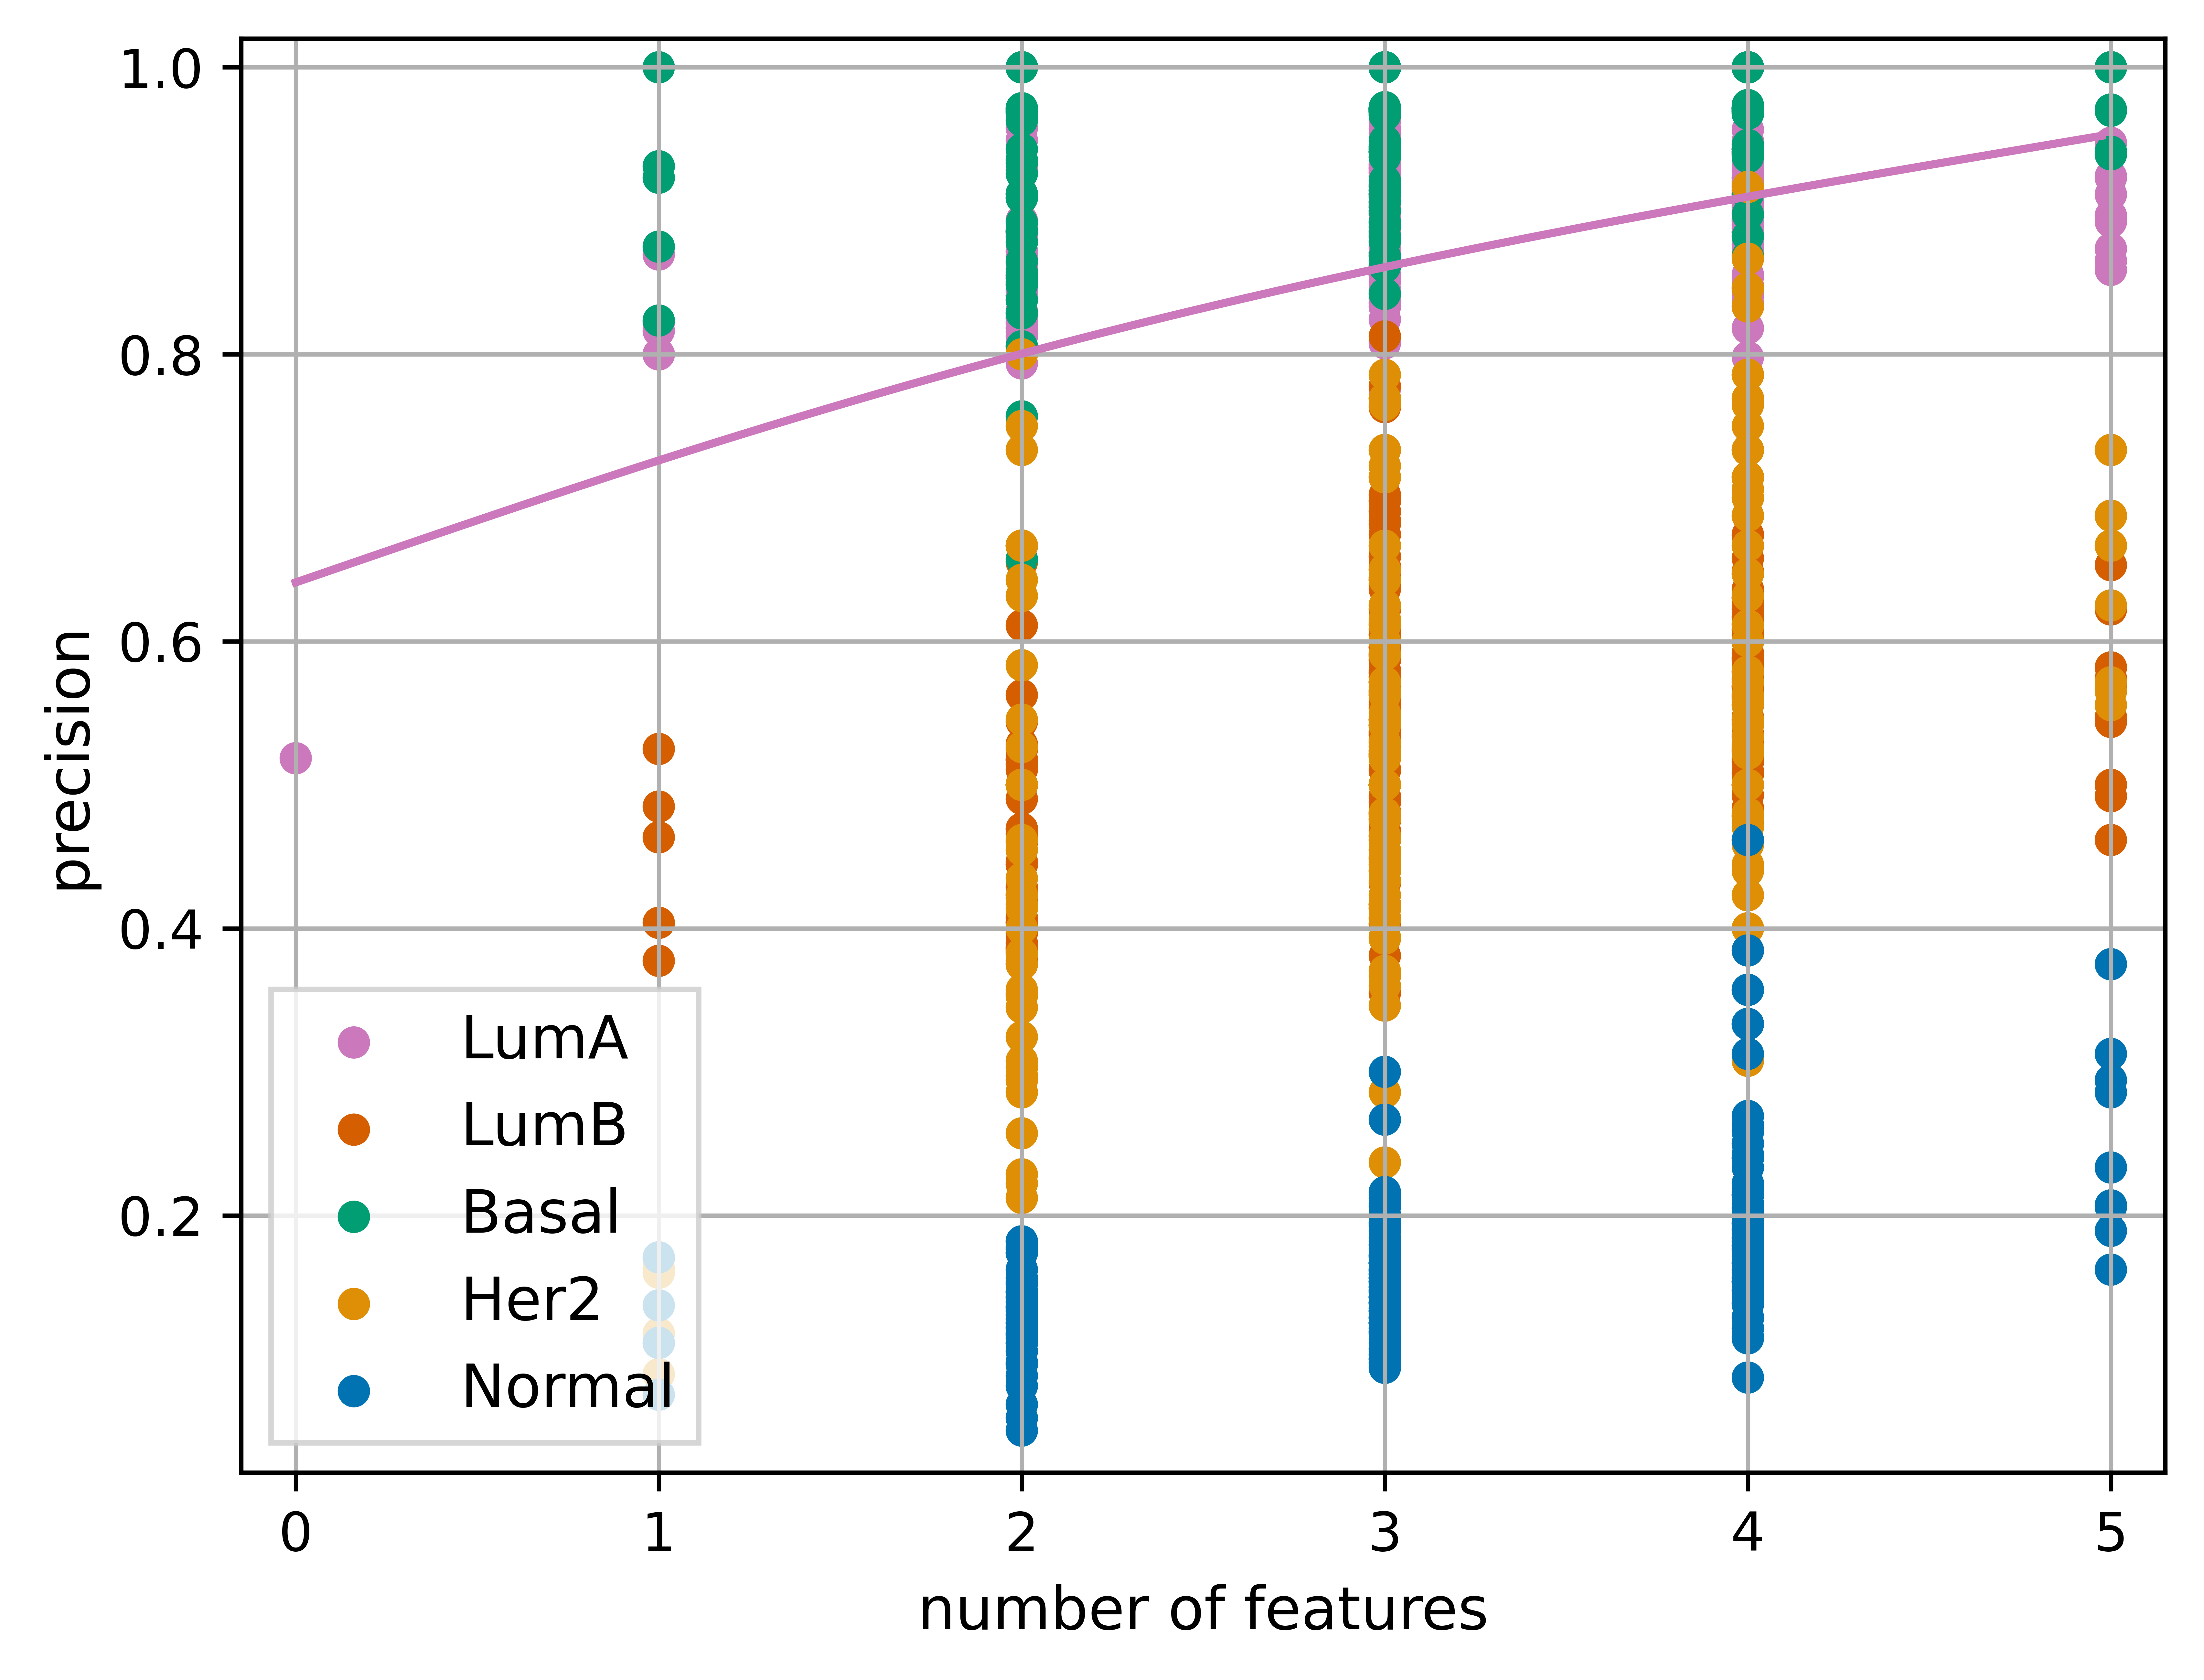 1.0
0.8
0.6
0.4
0.2
precision
LumA
LumB
Basal
Her2
Normal
0 1 2 3 4 5
number of features